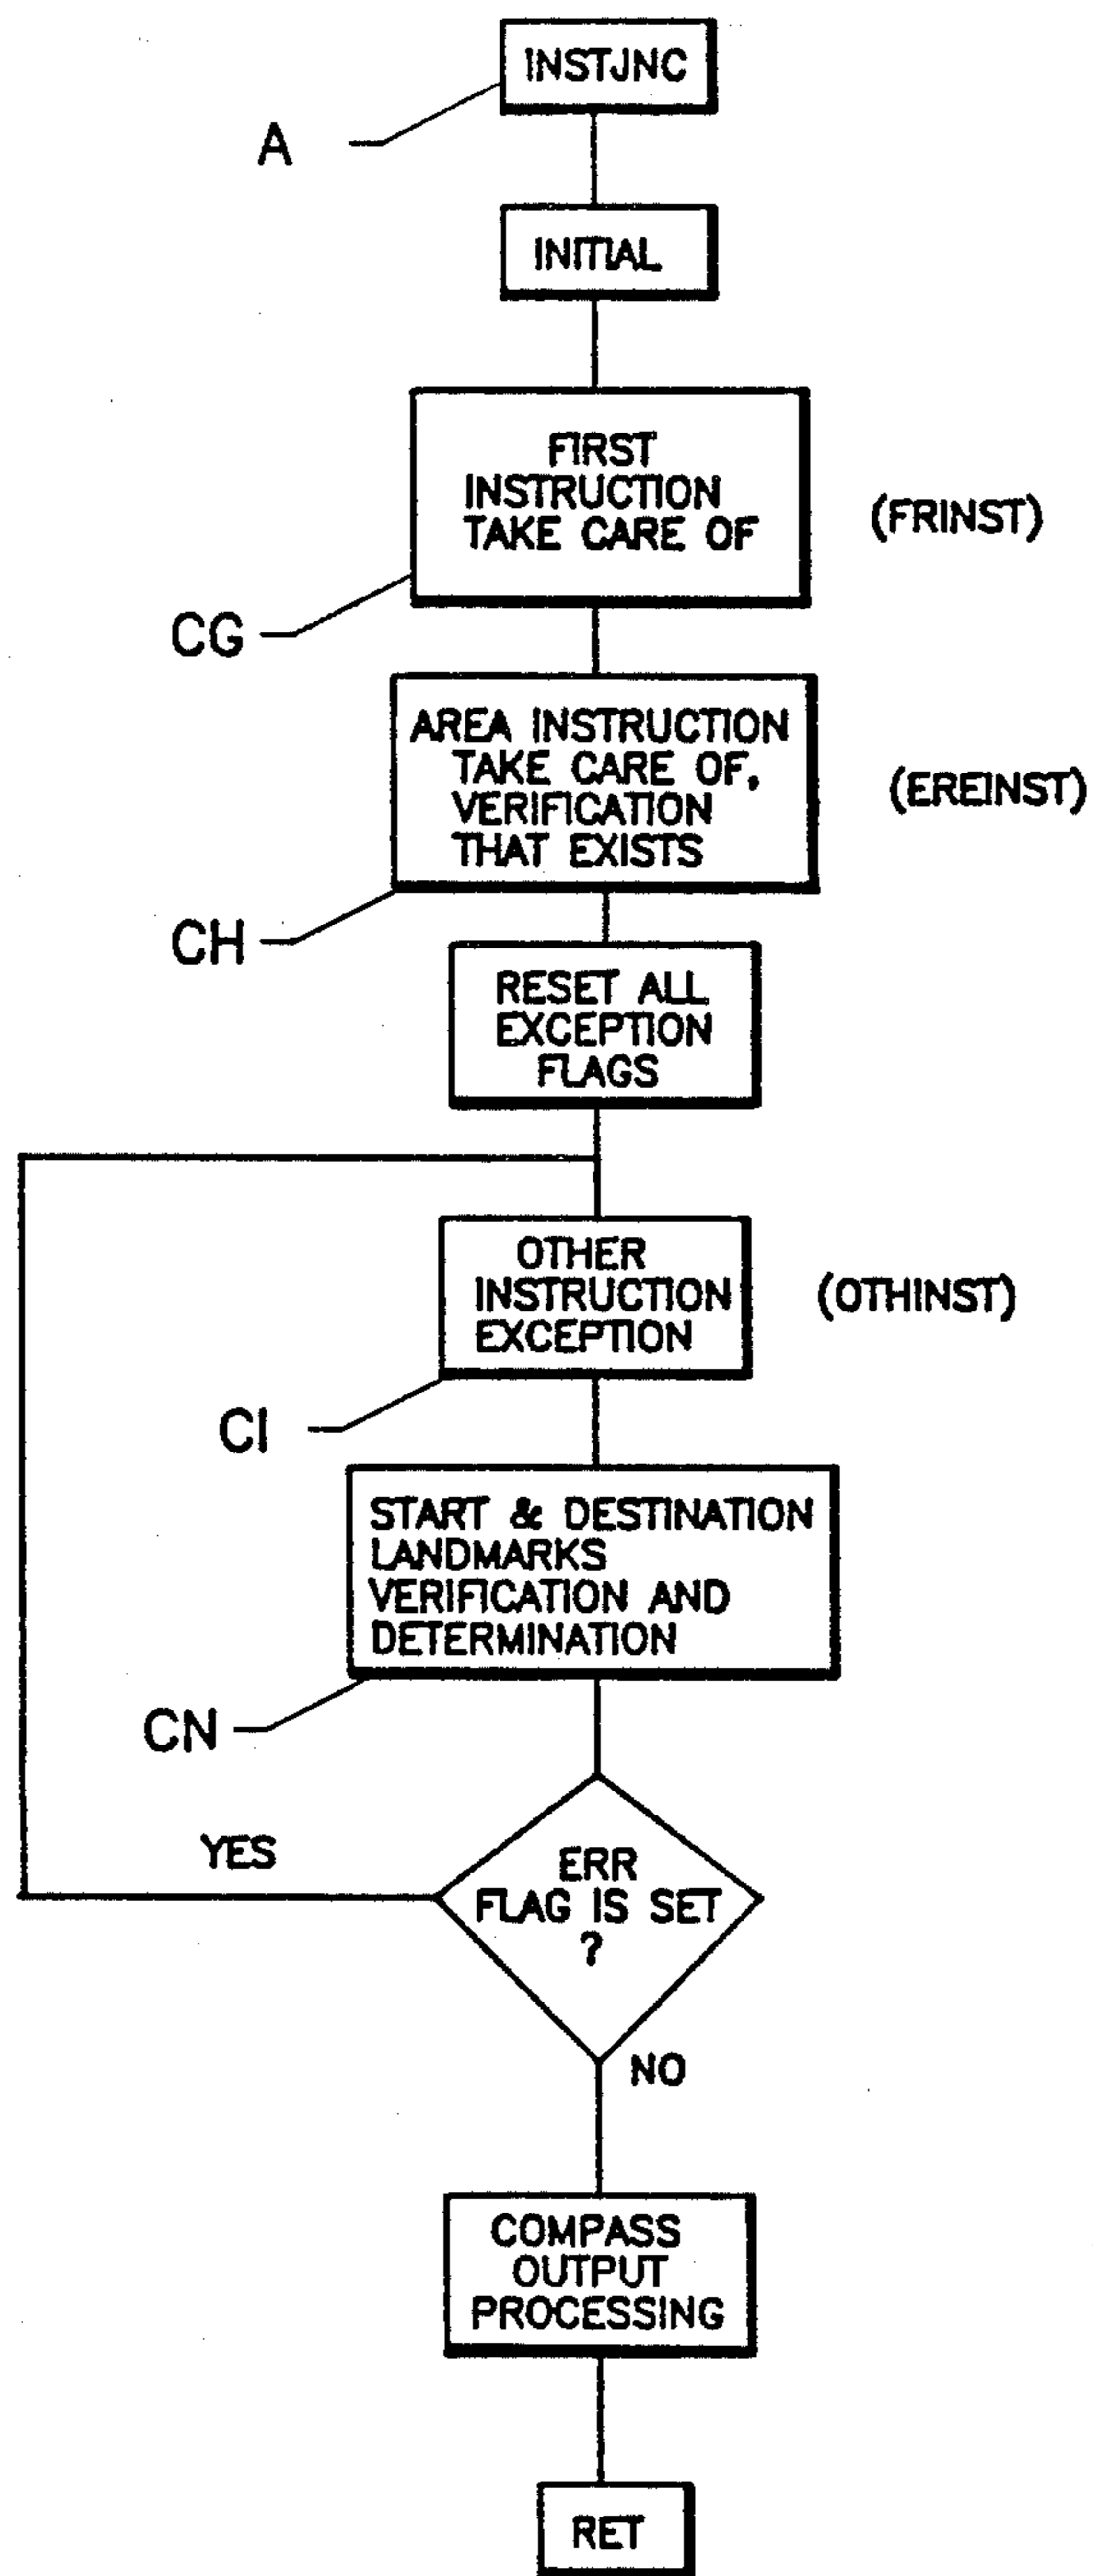 INSTJNC
A
INITIAL
FIRST
INSTRUCTION
TAKE CARE OF
(FRINST)
CG
AREA INSTRUCTION
TAKE CARE OF,
VERIFICATION
THAT EXISTS
(EREINST)
CH
RESET ALL
EXCEPTION
FLAGS
OTHER
INSTRUCTION
EXCEPTION
(OTHINST)
CI
START & DESTINATION
LANDMARKS
VERIFICATION AND
DETERMINATION
CN
YES
ERR
FLAG IS SET
?
NO
COMPASS
OUTPUT
PROCESSING
RET